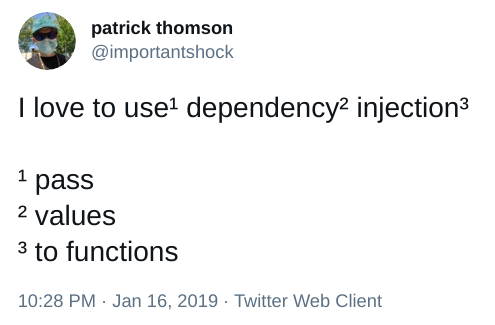 patrick thomson
@importantshock
I love to use¹ dependency² injection³
¹ pass
² values
³ to functions
10:28 PM · Jan 16, 2019 · Twitter Web Client